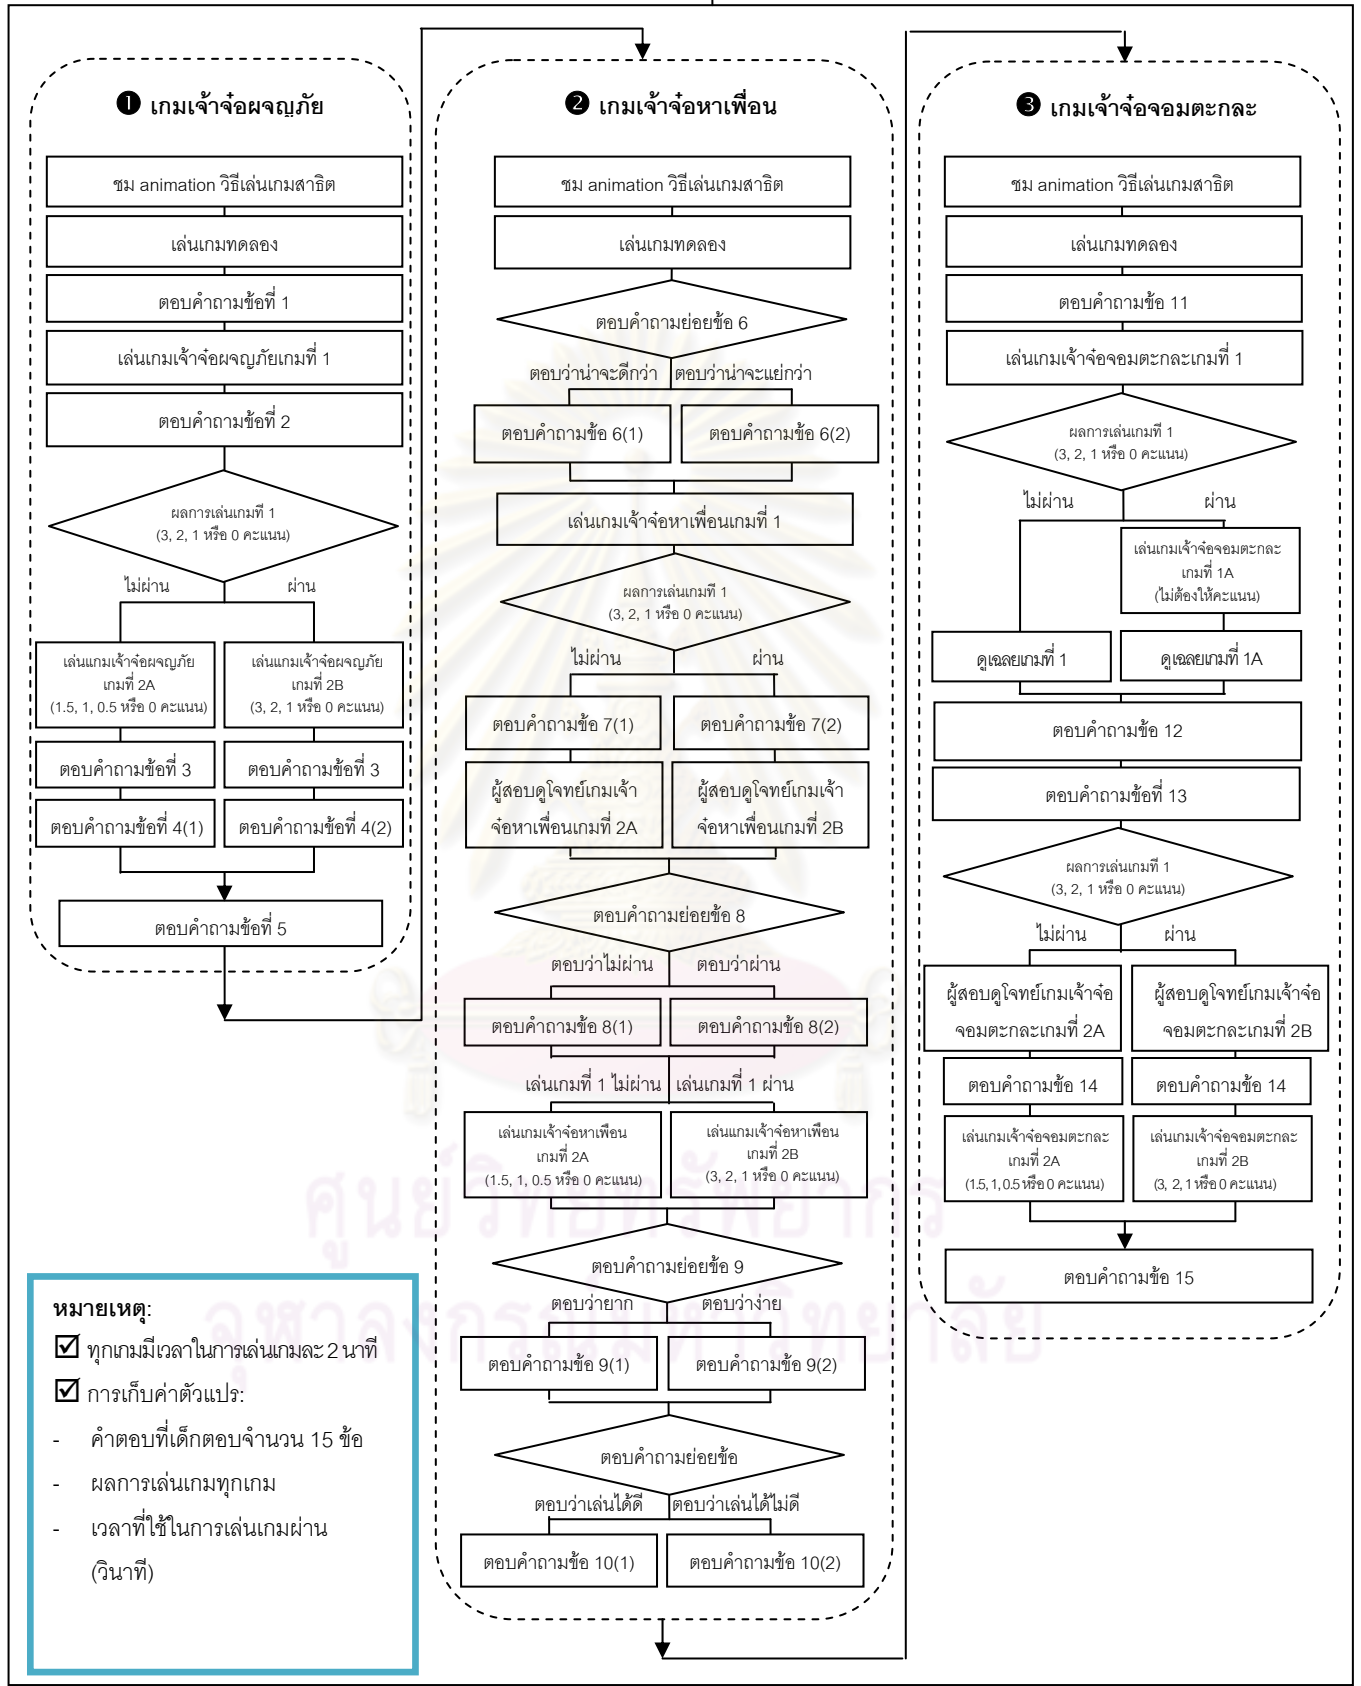 ❶ เกมเจ้าจ๋อผจญภัย
ชม animation วิธีเล่นเกมสาธิต
เล่นเกมทดลอง
ตอบคำถามข้อที่ 1
เล่นเกมเจ้าจ๋อผจญภัยเกมที่ 1
ตอบคำถามข้อที่ 2
ผลการเล่นเกมที่ 1
(3, 2, 1 หรือ 0 คะแนน)
ไม่ผ่าน
ผ่าน
เล่นแกมเจ้าจ๋อผจญภัย
เกมที่ 2A
(1.5, 1, 0.5 หรือ 0 คะแนน)
เล่นแกมเจ้าจ๋อผจญภัย
เกมที่ 2B
(3, 2, 1 หรือ 0 คะแนน)
ตอบคำถามข้อที่ 3
ตอบคำถามข้อที่ 3
ตอบคำถามข้อที่ 4(1)
ตอบคำถามข้อที่ 4(2)
ตอบคำถามข้อที่ 5
❷ เกมเจ้าจ๋อหาเพื่อน
ชม animation วิธีเล่นเกมสาธิต
เล่นเกมทดลอง
ตอบคำถามย่อยข้อ 6
ตอบว่าน่าจะดีกว่า
ตอบว่าน่าจะแย่กว่า
ตอบคำถามข้อ 6(1)
ตอบคำถามข้อ 6(2)
เล่นเกมเจ้าจ๋อหาเพื่อนเกมที่ 1
ผลการเล่นเกมที่ 1
(3, 2, 1 หรือ 0 คะแนน)
ไม่ผ่าน
ผ่าน
ตอบคำถามข้อ 7(1)
ตอบคำถามข้อ 7(2)
ผู้สอบดูโจทย์เกมเจ้า
จ๋อหาเพื่อนเกมที่ 2A
ผู้สอบดูโจทย์เกมเจ้า
จ๋อหาเพื่อนเกมที่ 2B
ตอบคำถามย่อยข้อ 8
ตอบว่าไม่ผ่าน
ตอบว่าผ่าน
ตอบคำถามข้อ 8(1)
ตอบคำถามข้อ 8(2)
เล่นเกมที่ 1 ไม่ผ่าน
เล่นเกมที่ 1 ผ่าน
เล่นเกมเจ้าจ๋อหาเพื่อน
เกมที่ 2A
(1.5, 1, 0.5 หรือ 0 คะแนน)
เล่นแกมเจ้าจ๋อหาเพื่อน
เกมที่ 2B
(3, 2, 1 หรือ 0 คะแนน)
ตอบคำถามย่อยข้อ 9
ตอบว่ายาก
ตอบว่าง่าย
ตอบคำถามข้อ 9(1)
ตอบคำถามข้อ 9(2)
ตอบคำถามย่อยข้อ
ตอบว่าเล่นได้ดี
ตอบว่าเล่นได้ไม่ดี
ตอบคำถามข้อ 10(1)
ตอบคำถามข้อ 10(2)
❸ เกมเจ้าจ๋อจอมตะกละ
ชม animation วิธีเล่นเกมสาธิต
เล่นเกมทดลอง
ตอบคำถามข้อ 11
เล่นเกมเจ้าจ๋อจอมตะกละเกมที่ 1
ผลการเล่นเกมที่ 1
(3, 2, 1 หรือ 0 คะแนน)
ไม่ผ่าน
ผ่าน
เล่นเกมเจ้าจ๋อจอมตะกละ
เกมที่ 1A
(ไม่ต้องให้คะแนน)
ดูเฉลยเกมที่ 1
ดูเฉลยเกมที่ 1A
ตอบคำถามข้อ 12
ตอบคำถามข้อที่ 13
ผลการเล่นเกมที่ 1
(3, 2, 1 หรือ 0 คะแนน)
ไม่ผ่าน
ผ่าน
ผู้สอบดูโจทย์เกมเจ้าจ๋อ
จอมตะกละเกมที่ 2A
ผู้สอบดูโจทย์เกมเจ้าจ๋อ
จอมตะกละเกมที่ 2B
ตอบคำถามข้อ 14
ตอบคำถามข้อ 14
เล่นเกมเจ้าจ๋อจอมตะกละ
เกมที่ 2A
(1.5, 1, 0.5 หรือ 0 คะแนน)
เล่นเกมเจ้าจ๋อจอมตะกละ
เกมที่ 2B
(3, 2, 1 หรือ 0 คะแนน)
ตอบคำถามข้อ 15
หมายเหตุ:
☑ ทุกเกมมีเวลาในการเล่นเกมละ 2 นาที
☑ การเก็บค่าตัวแปร:
- คำตอบที่เด็กตอบจำนวน 15 ข้อ
- ผลการเล่นเกมทุกเกม
- เวลาที่ใช้ในการเล่นเกมผ่าน
(วินาที)
ศูนย์วิทยทรัพยากร
จุฬาลงกรณ์มหาวิทยาลัย